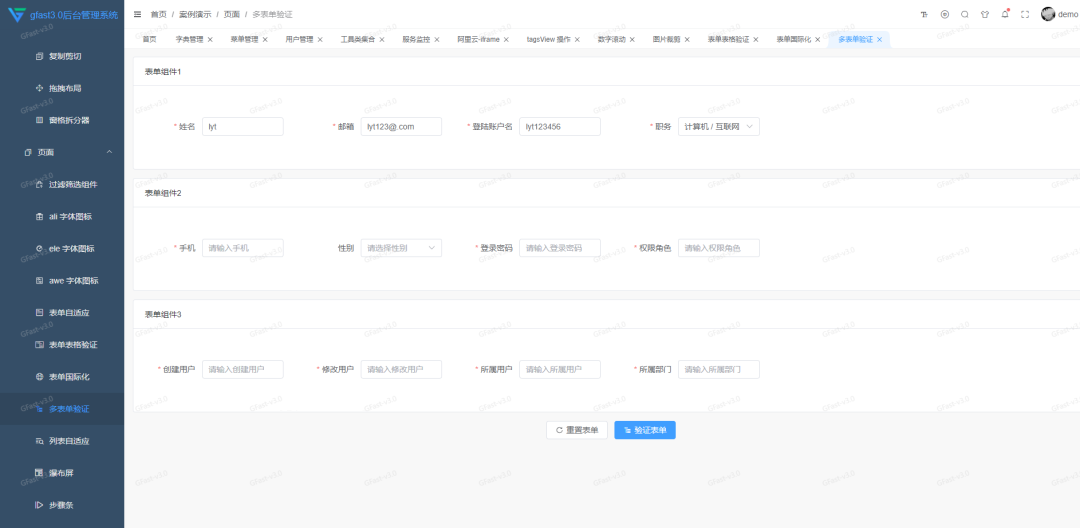 gfast3.0后台管理系统
首页 / 案例演示 / 页面 / 多表单验证
demo
首页 字典管理 菜单管理 用户管理 工具类集合 服务监控 阿里云-iframe tagsView 操作 数字滚动 图片裁剪 表单表格验证 表单国际化 多表单验证
复制剪切
拖拽布局
窗格拆分器
页面
过滤筛选组件
ali 字体图标
ele 字体图标
awe 字体图标
表单自适应
表单表格验证
表单国际化
多表单验证
列表自适应
瀑布屏
步骤条
表单组件1
* 姓名 lyt * 邮箱 lyt123@.com * 登陆账户名 lyt123456 * 职务 计算机 / 互联网
表单组件2
* 手机 请输入手机 性别 请选择性别 * 登录密码 请输入登录密码 * 权限角色 请输入权限角色
表单组件3
* 创建用户 请输入创建用户 * 修改用户 请输入修改用户 * 所属用户 请输入所属用户 * 所属部门 请输入所属部门
重置表单 验证表单
GFast-v3.0